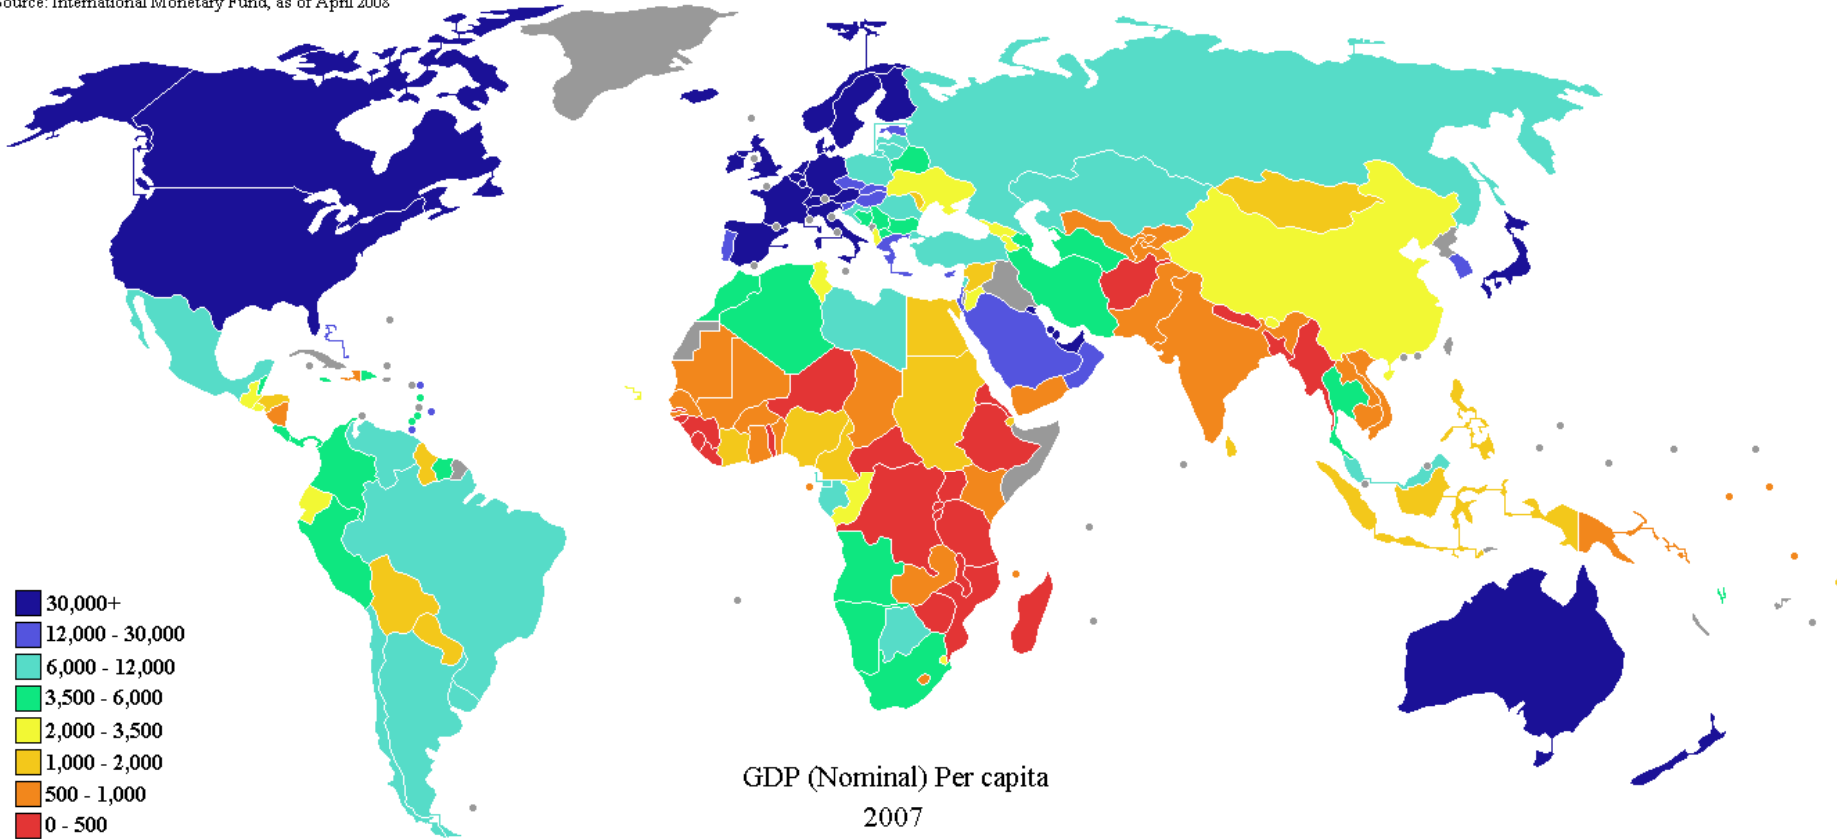 Source: International Monetary Fund, as of April 2008
30,000+
12,000 - 30,000
6,000 - 12,000
3,500 - 6,000
2,000 - 3,500
1,000 - 2,000
500 - 1,000
0 - 500
GDP (Nominal) Per capita
2007